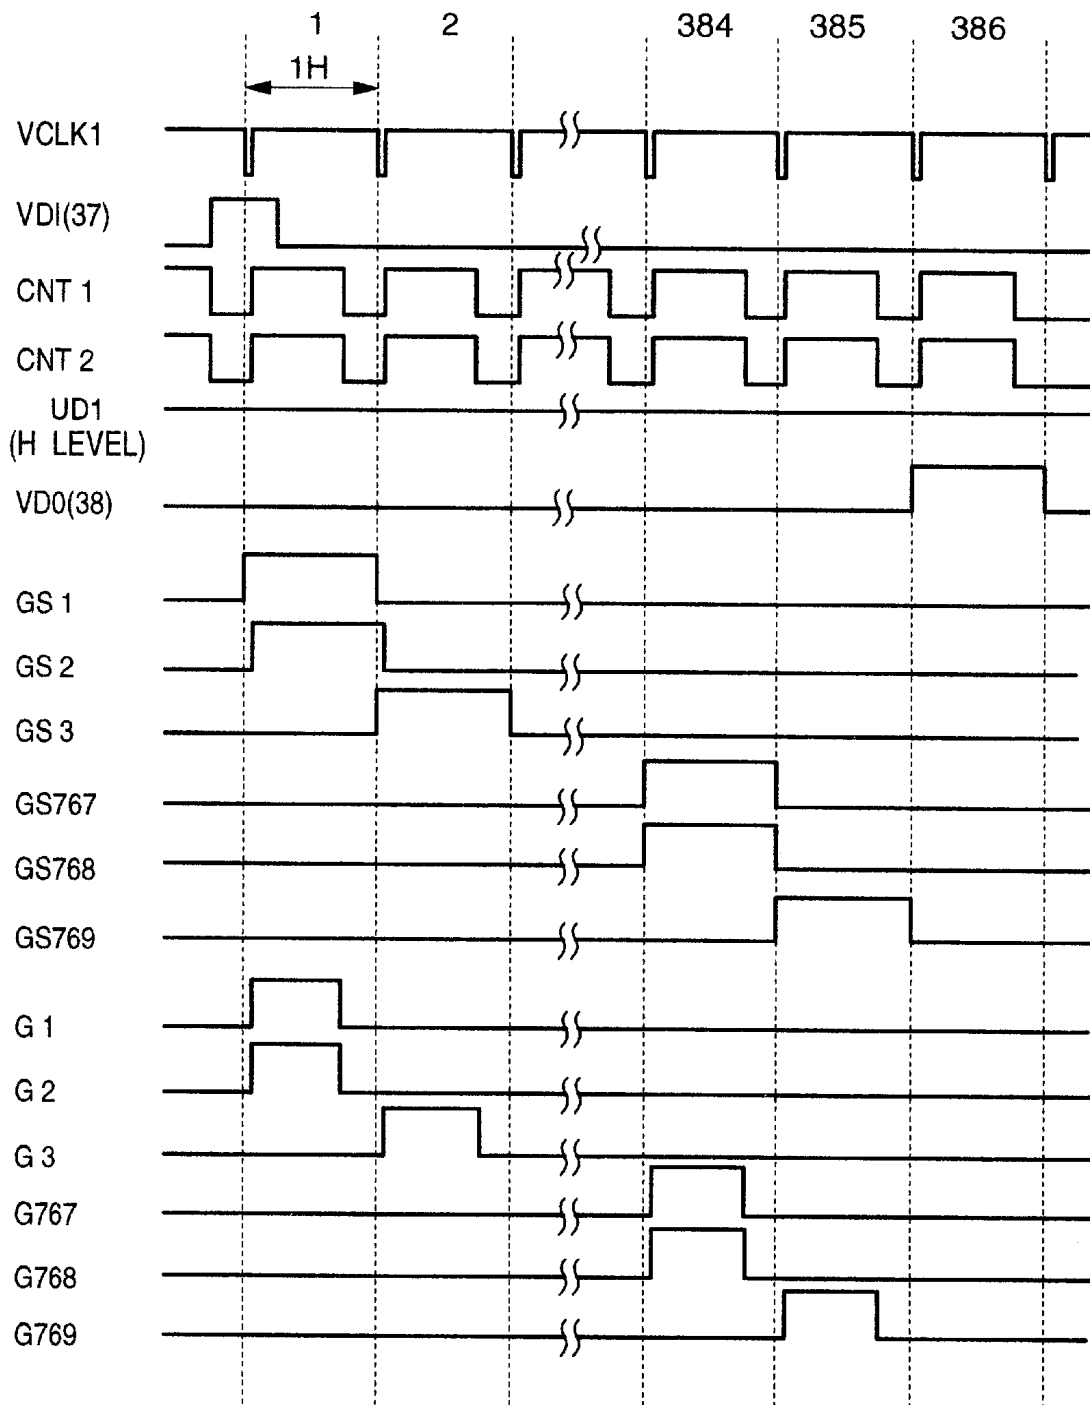 1 2 384 385 386
1H
VCLK1
VDI(37)
CNT 1
CNT 2
UD1
(H LEVEL)
VD0(38)
GS 1
GS 2
GS 3
GS767
GS768
GS769
G 1
G 2
G 3
G767
G768
G769